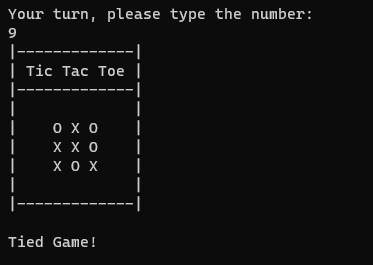 Your turn, please type the number:
9
|-------------|
| Tic Tac Toe |
|-------------|
|             |
|    O X O    |
|    X X O    |
|    X O X    |
|             |
|-------------|
Tied Game!